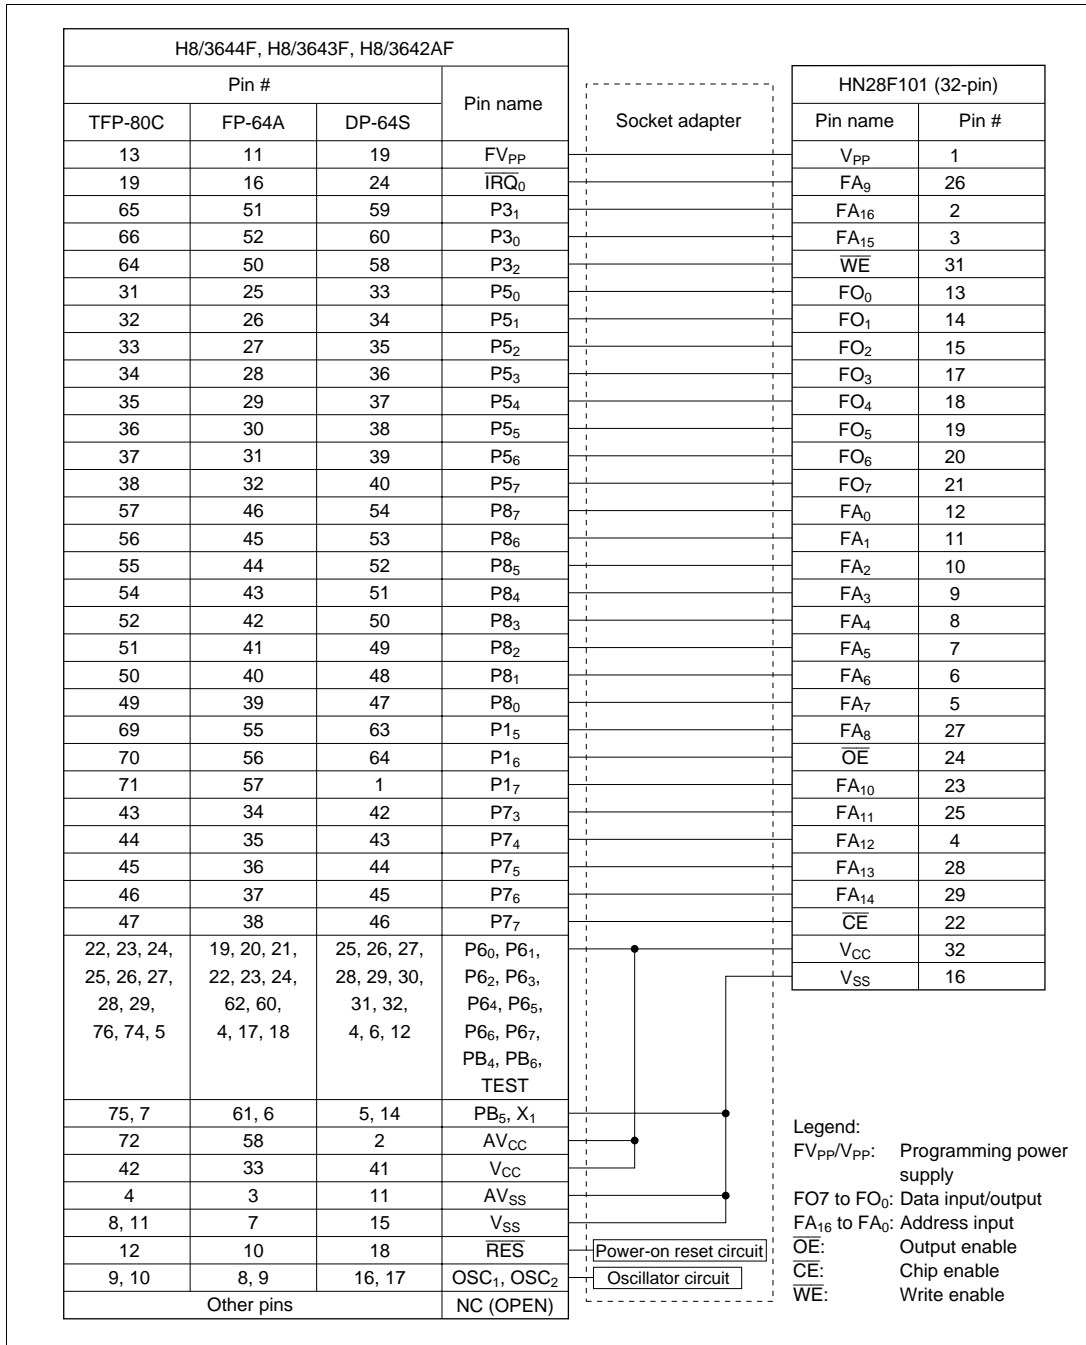 H8/3644F, H8/3643F, H8/3642AF
Pin #
Pin name
TFP-80C FP-64A DP-64S
Socket adapter
HN28F101 (32-pin)
Pin name Pin #
13 11 19 FVPP VPP 1
19 16 24 IRQ0 FA9 26
65 51 59 P31 FA16 2
66 52 60 P30 FA15 3
64 50 58 P32 WE 31
31 25 33 P50 FO0 13
32 26 34 P51 FO1 14
33 27 35 P52 FO2 15
34 28 36 P53 FO3 17
35 29 37 P54 FO4 18
36 30 38 P55 FO5 19
37 31 39 P56 FO6 20
38 32 40 P57 FO7 21
57 46 54 P87 FA0 12
56 45 53 P86 FA1 11
55 44 52 P85 FA2 10
54 43 51 P84 FA3 9
52 42 50 P83 FA4 8
51 41 49 P82 FA5 7
50 40 48 P81 FA6 6
49 39 47 P80 FA7 5
69 55 63 P15 FA8 27
70 56 64 P16 OE 24
71 57 1 P17 FA10 23
43 34 42 P73 FA11 25
44 35 43 P74 FA12 4
45 36 44 P75 FA13 28
46 37 45 P76 FA14 29
47 38 46 P77 CE 22
22, 23, 24, 19, 20, 21, 25, 26, 27, P60, P61, VCC 32
25, 26, 27, 22, 23, 24, 28, 29, 30, P62, P63, VSS 16
28, 29, 62, 60, 31, 32, P64, P65,
76, 74, 5 4, 17, 18 4, 6, 12 P66, P67,
PB4, PB6,
TEST
75, 7 61, 6 5, 14 PB5, X1
72 58 2 AVCC
42 33 41 VCC
4 3 11 AVSS
8, 11 7 15 VSS
12 10 18 RES Power-on reset circuit
9, 10 8, 9 16, 17 OSC1, OSC2 Oscillator circuit
Other pins NC (OPEN)
Legend:
FVPP/VPP: Programming power
supply
FO7 to FO0: Data input/output
FA16 to FA0: Address input
OE: Output enable
CE: Chip enable
WE: Write enable